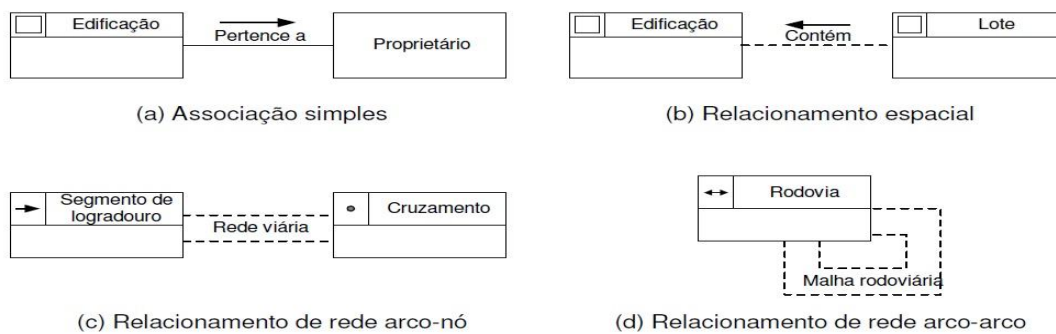 Edificação
Pertence a
Proprietário
Edificação
Contém
Lote
(a) Associação simples
(b) Relacionamento espacial
Segmento de
logradouro
Rede viária
Cruzamento
Rodovia
Malha rodoviária
(c) Relacionamento de rede arco-nó
(d) Relacionamento de rede arco-arco